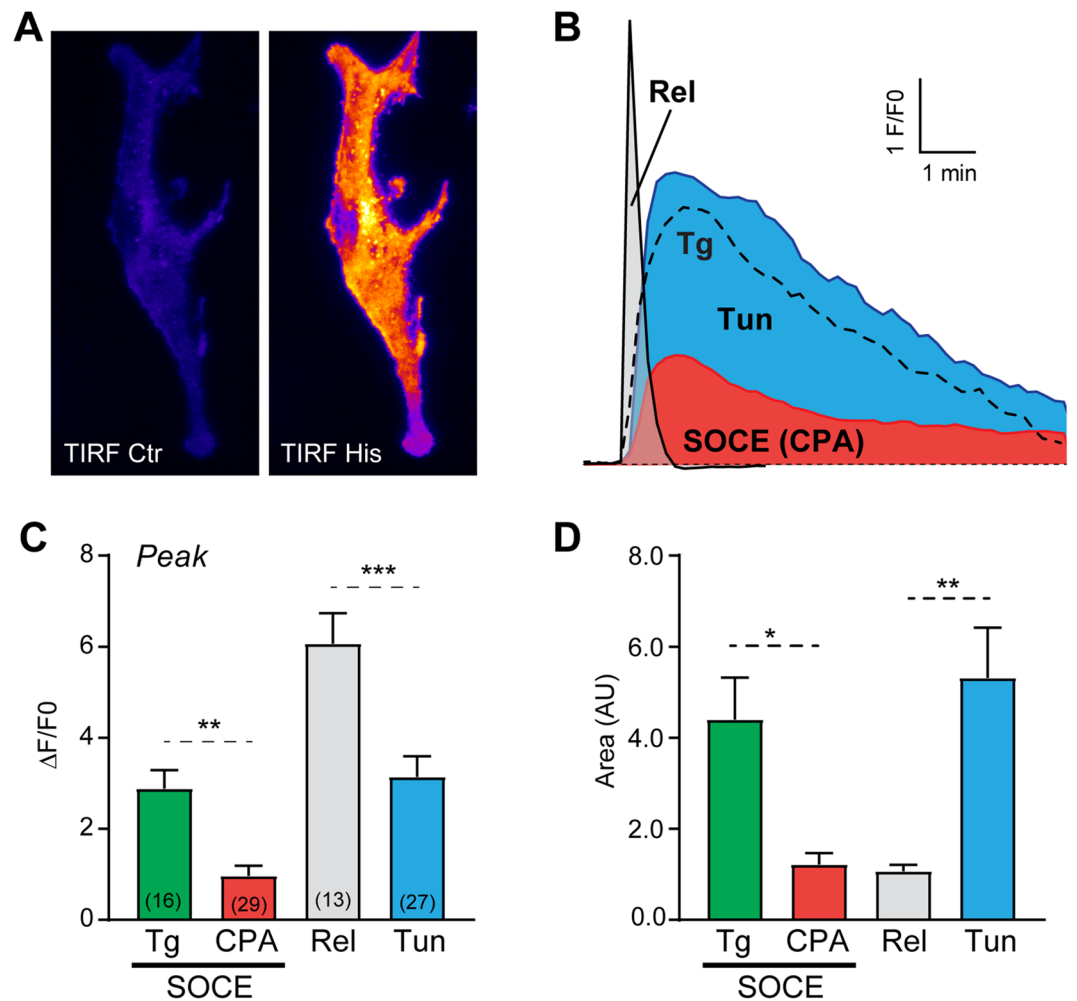 A
TIRF Ctr
TIRF His
B
Rel
1 F/F0
1 min
Tg
Tun
SOCE (CPA)
C
Peak
ΔF/F0
8
6
4
2
0
**
***
(16)
(29)
(13)
(27)
Tg CPA Rel Tun
SOCE
D
Area (AU)
8.0
6.0
4.0
2.0
0.0
*
**
Tg CPA Rel Tun
SOCE